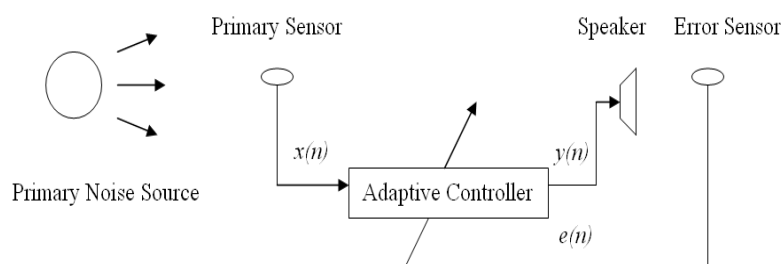 Primary Sensor
Speaker
Error Sensor
x(n)
y(n)
Primary Noise Source
Adaptive Controller
e(n)